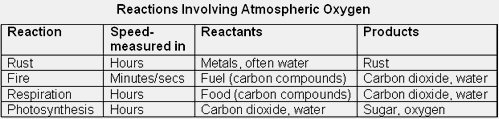 Reactions Involving Atmospheric Oxygen
Reaction Speed- Reactants Products
measured in
Rust Hours Metals, often water Rust
Fire Minutes/secs Fuel (carbon compounds) Carbon dioxide, water
Respiration Hours Food (carbon compounds) Carbon dioxide, water
Photosynthesis Hours Carbon dioxide, water Sugar, oxygen